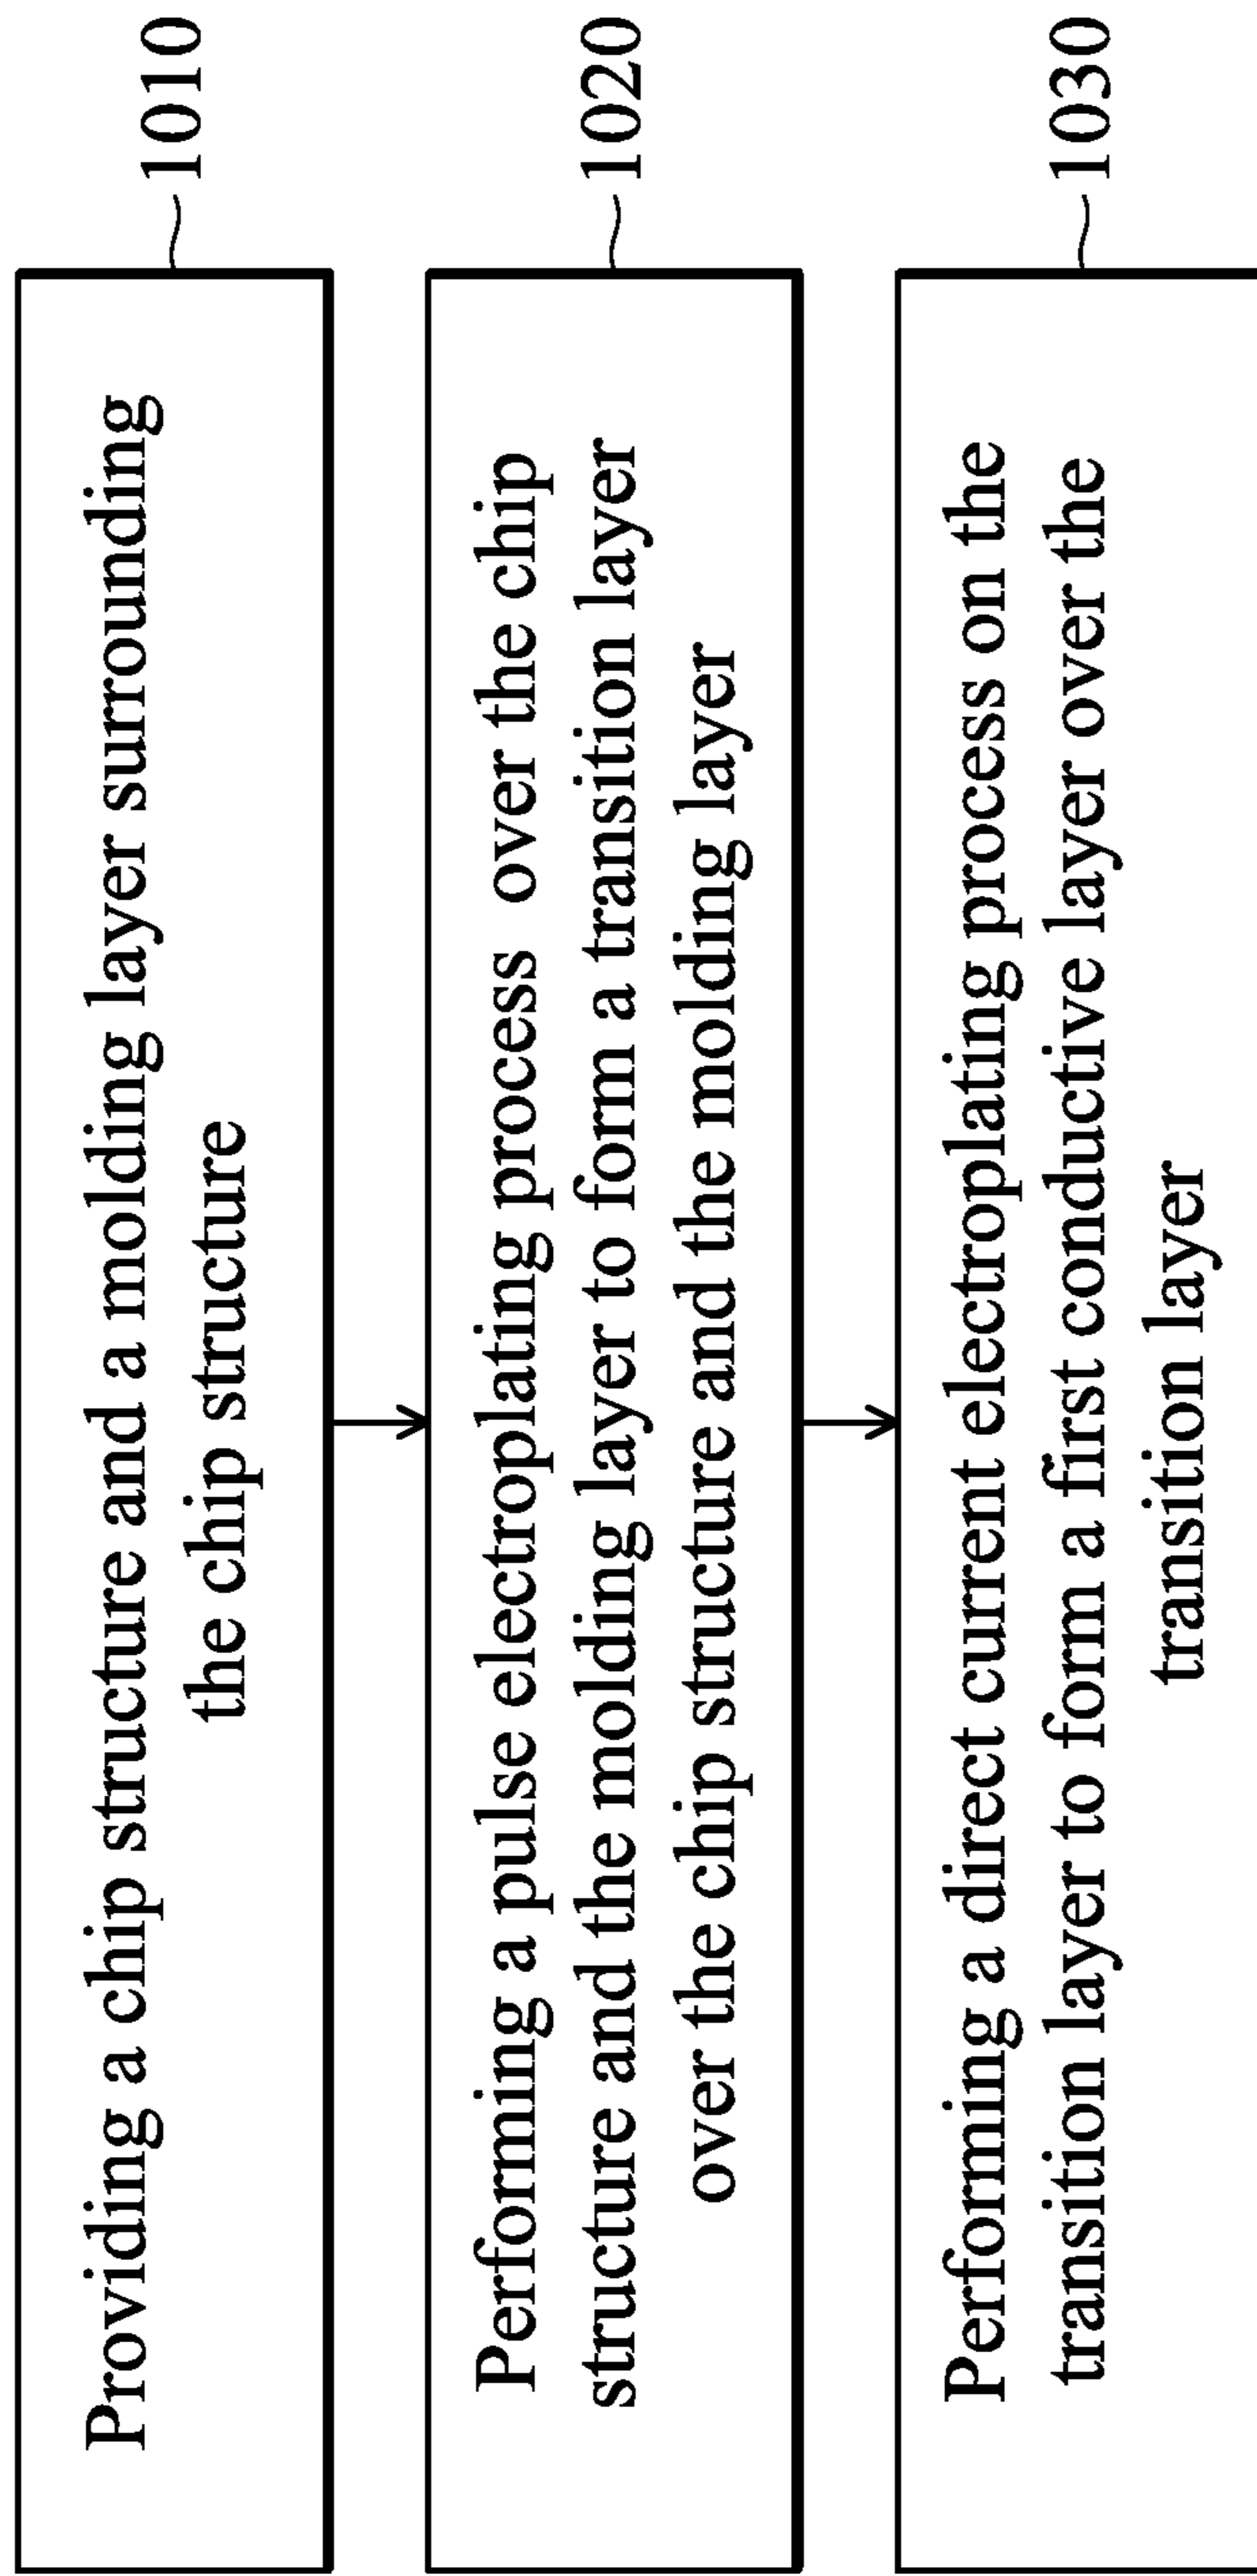 Providing a chip structure and a molding layer surrounding
the chip structure
1010
Performing a pulse electroplating process over the chip
structure and the molding layer to form a transition layer
over the chip structure and the molding layer
1020
Performing a direct current electroplating process on the
transition layer to form a first conductive layer over the
transition layer
1030